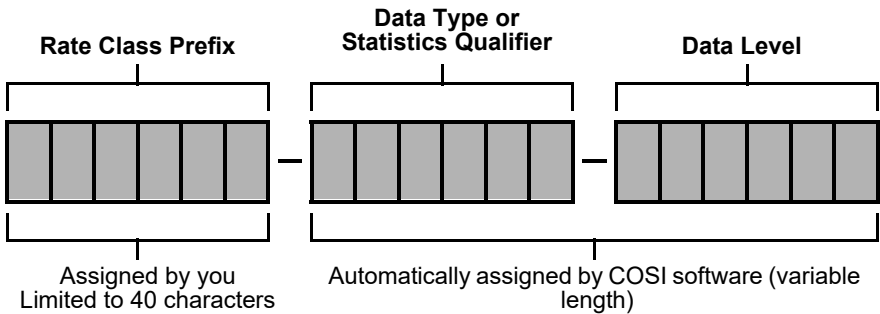 Rate Class Prefix
Data Type or
Statistics Qualifier
Data Level
Assigned by you
Limited to 40 characters
Automatically assigned by COSI software (variable
length)